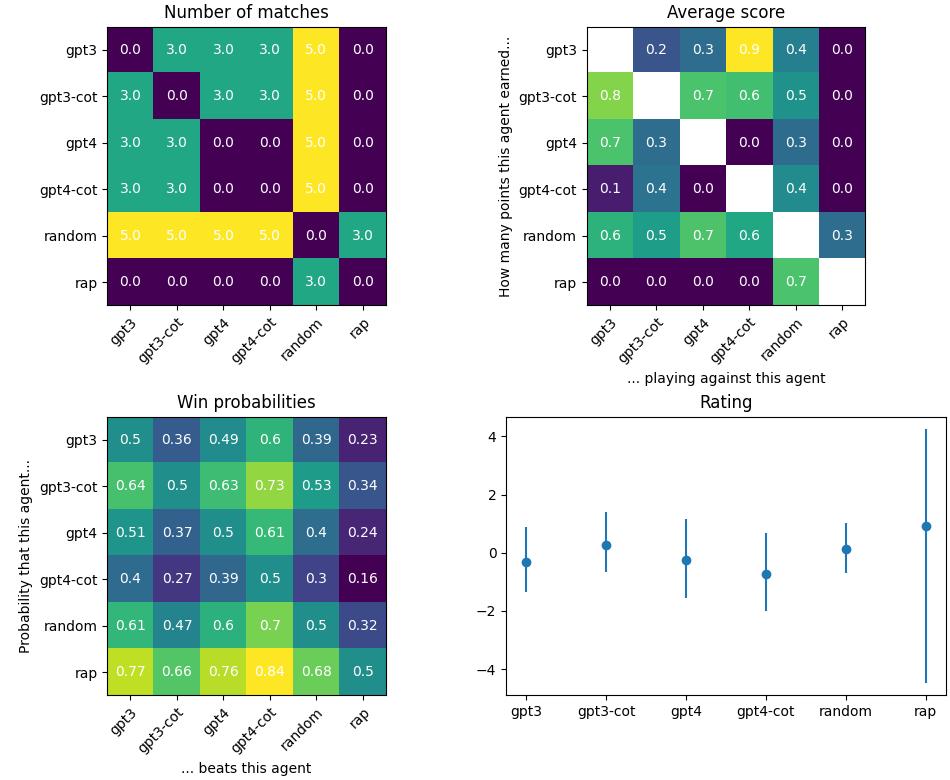 Number of matches
gpt3 0.0 3.0 3.0 3.0 5.0 0.0
gpt3-cot 3.0 0.0 3.0 3.0 5.0 0.0
gpt4 3.0 3.0 0.0 0.0 5.0 0.0
gpt4-cot 3.0 3.0 0.0 0.0 5.0 0.0
random 5.0 5.0 5.0 5.0 0.0 3.0
rap 0.0 0.0 0.0 0.0 3.0 0.0
gpt3 gpt3-cot gpt4 gpt4-cot random rap
Average score
How many points this agent earned...
gpt3 0.2 0.3 0.9 0.4 0.0
gpt3-cot 0.8 0.7 0.6 0.5 0.0
gpt4 0.7 0.3 0.0 0.3 0.0
gpt4-cot 0.1 0.4 0.0 0.4 0.0
random 0.6 0.5 0.7 0.6 0.3
rap 0.0 0.0 0.0 0.0 0.7
gpt3 gpt3-cot gpt4 gpt4-cot random rap
... playing against this agent
Win probabilities
Probability that this agent...
gpt3 0.5 0.36 0.49 0.6 0.39 0.23
gpt3-cot 0.64 0.5 0.63 0.73 0.53 0.34
gpt4 0.51 0.37 0.5 0.61 0.4 0.24
gpt4-cot 0.4 0.27 0.39 0.5 0.3 0.16
random 0.61 0.47 0.6 0.7 0.5 0.32
rap 0.77 0.66 0.76 0.84 0.68 0.5
gpt3 gpt3-cot gpt4 gpt4-cot random rap
... beats this agent
Rating
4
2
0
−2
−4
gpt3 gpt3-cot gpt4 gpt4-cot random rap